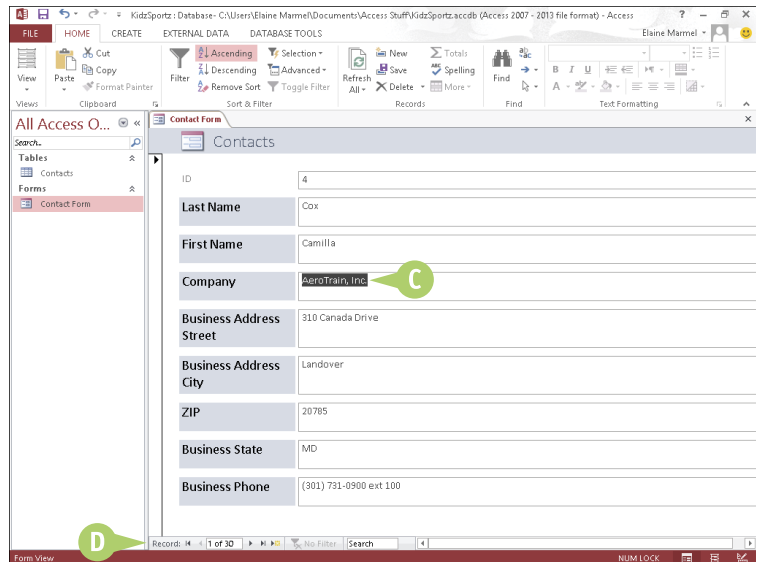 KidzSportz : Database- C:\Users\Elaine Marmel\Documents\Access Stuff\KidzSportz.accdb (Access 2007 - 2013 file format) - Access
FILE HOME CREATE EXTERNAL DATA DATABASE TOOLS Elaine Marmel
View
Views
Paste
Cut
Copy
Format Painter
Clipboard
Filter
Ascending
Descending
Remove Sort
Selection
Advanced
Toggle Filter
Sort & Filter
Refresh
All
New
Save
Delete
Totals
Spelling
More
Records
Find
Find
B I U
A
Text Formatting
All Access O...
Search..
Tables
Contacts
Forms
Contact Form
Contact Form
Contacts
ID 4
Last Name Cox
First Name Camilla
Company AeroTrain, Inc. C
Business Address 310 Canada Drive
Street
Business Address Landover
City
ZIP 20785
Business State MD
Business Phone (301) 731-0900 ext 100
D Record: 1 of 30 No Filter Search
Form View NUM LOCK